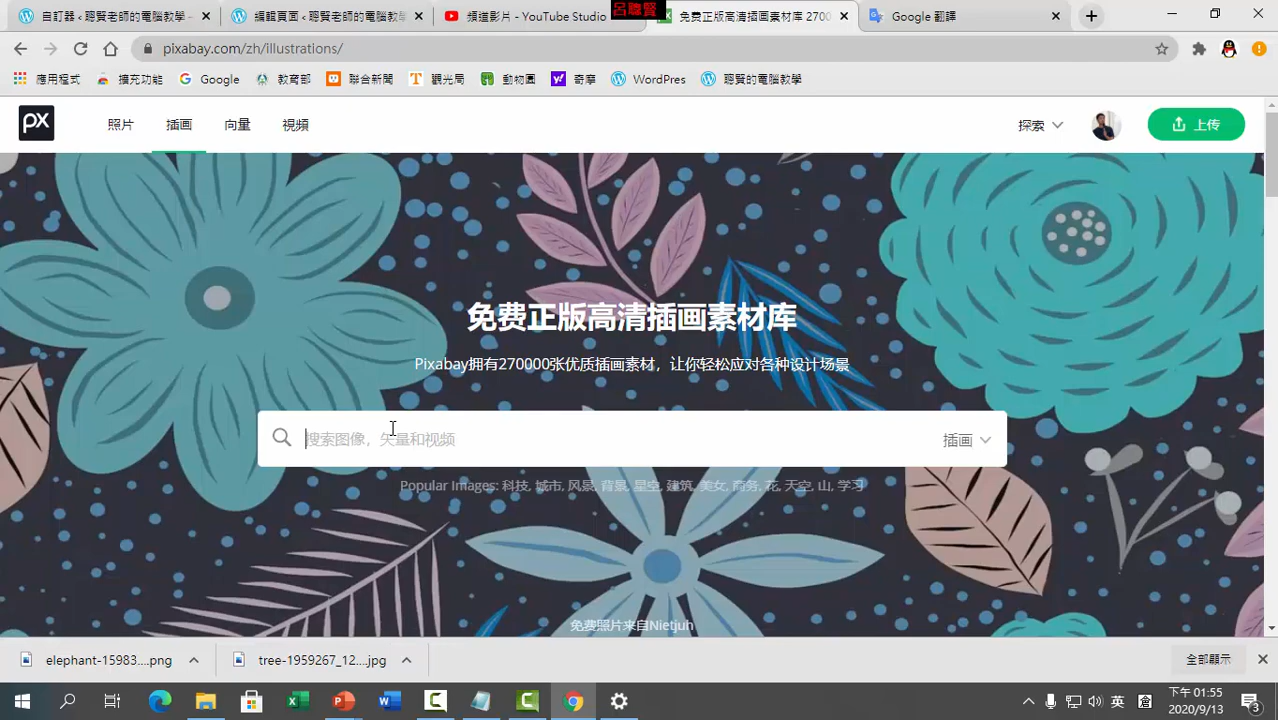 自訂器 ‹ 聰賢老師的電腦教學 –
編輯頁面 ‹ 聰賢老師的電腦教學
頻道影片 - YouTube Studio
呂聰賢
免费正版高清插画素材库 2700
Google 翻譯
pixabay.com/zh/illustrations/
應用程式
擴充功能
Google
教育部
聯合新聞
觀光局
動物園
奇摩
WordPres
聰賢的電腦教學
px
照片
插画
向量
视频
探索
上传
免费正版高清插画素材库
Pixabay拥有270000张优质插画素材，让你轻松应对各种设计场景
搜索图像，矢量和视频
插画
Popular Images: 科技, 城市, 风景, 背景, 星空, 建筑, 美女, 商务, 花, 天空, 山, 学习
免费照片来自Nietjuh
elephant-15983....png
tree-1959267_12....jpg
全部顯示
英
倉
下午 01:55
2020/9/13
3